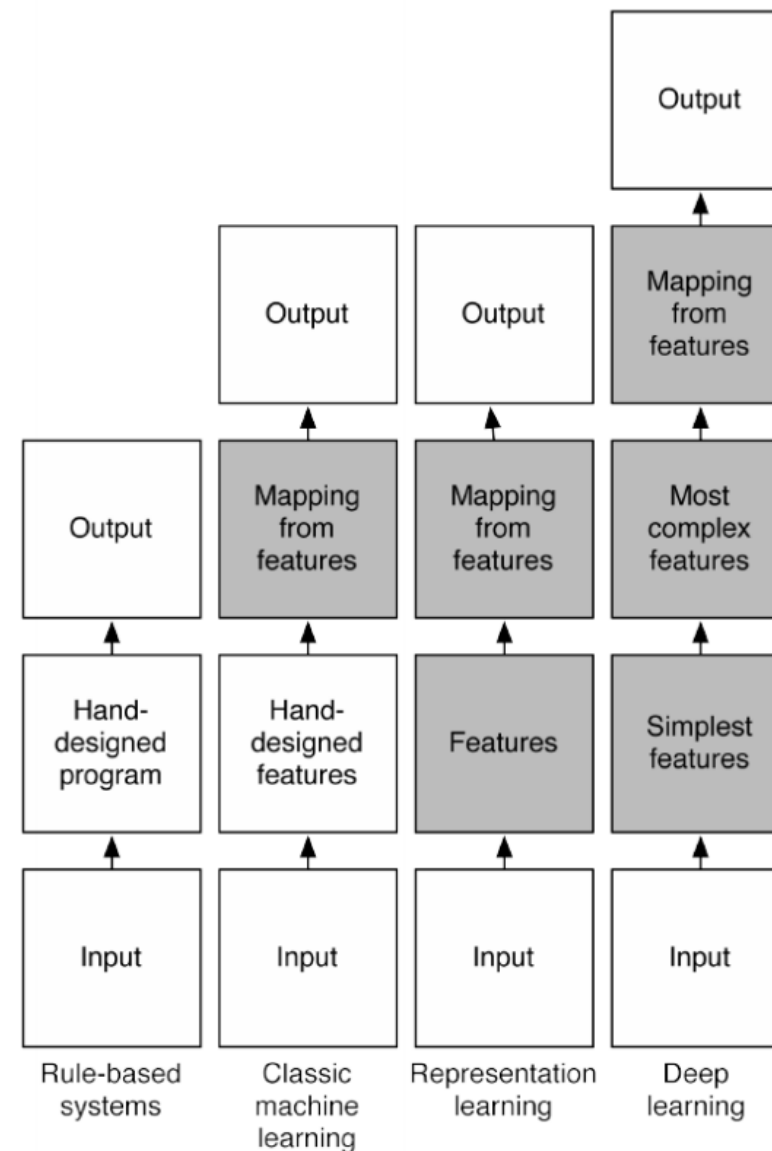 Output
Mapping
from
features
Output
Output
Most
complex
features
Mapping
from
features
Mapping
from
features
Output
Simplest
features
Features
Hand-
designed
features
Hand-
designed
program
Input
Input
Input
Input
Rule-based
systems
Classic
machine
learning
Representation
learning
Deep
learning